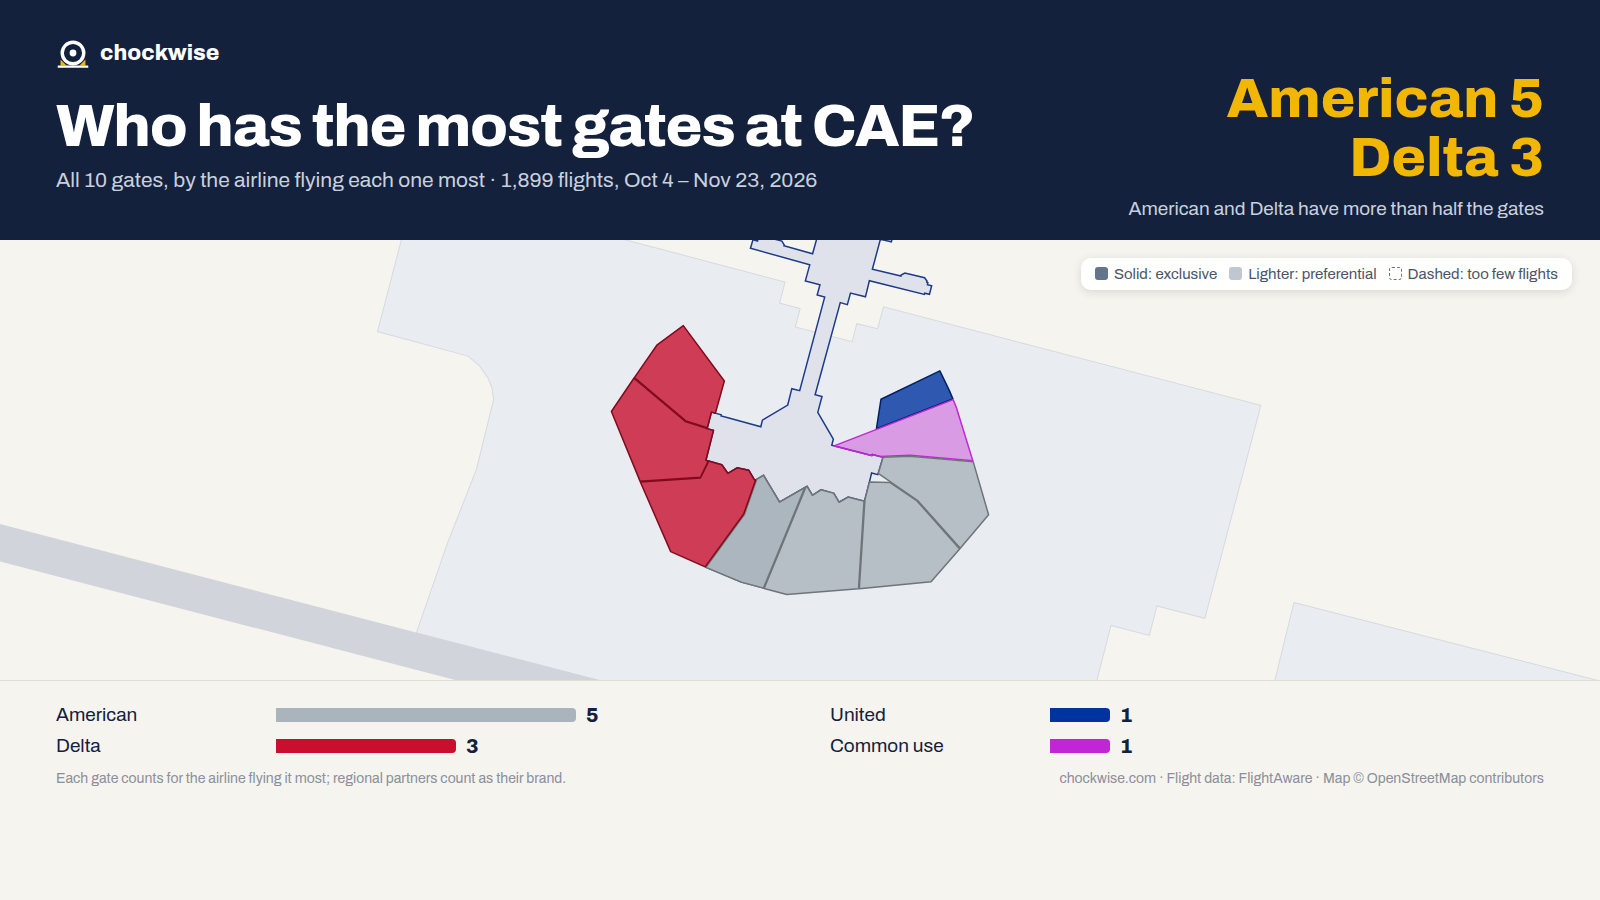 chockwise
Who has the most gates at CAE?
All 10 gates, by the airline flying each one most · 1,899 flights, Oct 4 – Nov 23, 2026
American 5
Delta 3
American and Delta have more than half the gates
Solid: exclusive Lighter: preferential Dashed: too few flights
American 5
Delta 3
United 1
Common use 1
Each gate counts for the airline flying it most; regional partners count as their brand.
chockwise.com · Flight data: FlightAware · Map © OpenStreetMap contributors